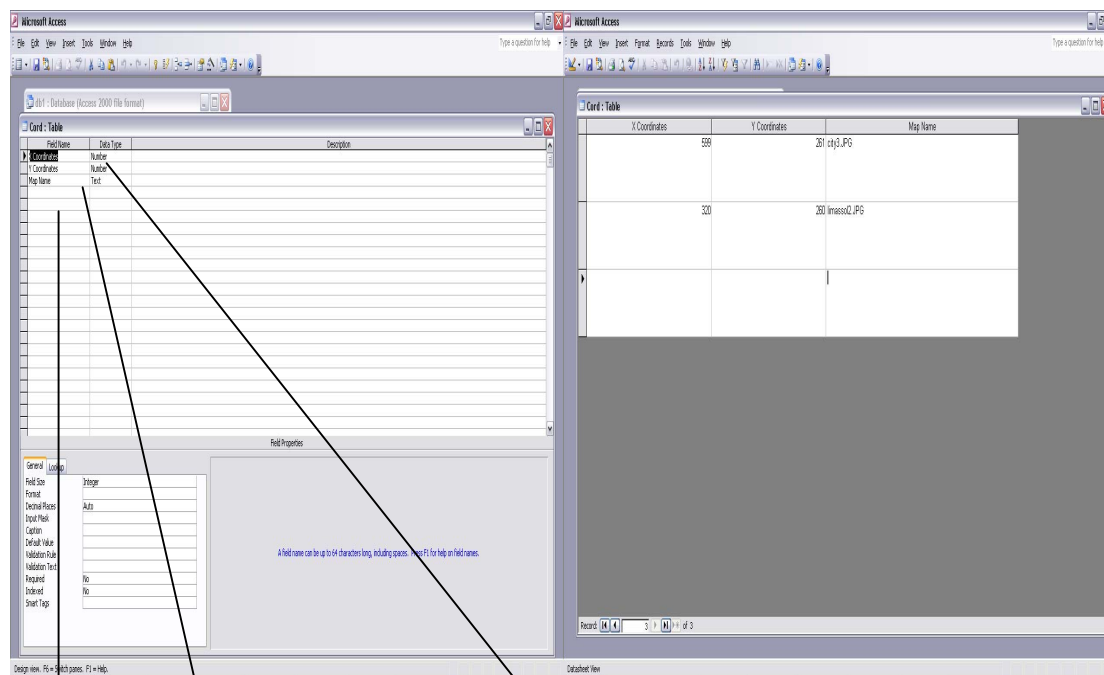 Microsoft Access
File Edit View Insert Tools Window Help
Type a question for help
db1 : Database (Access 2000 file format)
Cord : Table
Field Name Data Type Description
X Coordinates Number
Y Coordinates Number
Map Name Text
Field Properties
General Lookup
Field Size Integer
Format
Decimal Places Auto
Input Mask
Caption
Default Value
Validation Rule
Validation Text
Required No
Indexed No
Smart Tags
A field name can be up to 64 characters long, including spaces. Press F1 for help on field names.
Design view. F6 = Switch panes. F1 = Help.
Microsoft Access
File Edit View Insert Format Records Tools Window Help
Type a question for help
Cord : Table
X Coordinates Y Coordinates Map Name
599 261 city3.JPG
320 260 limassol2.JPG
Record: 3 of 3
Datasheet View